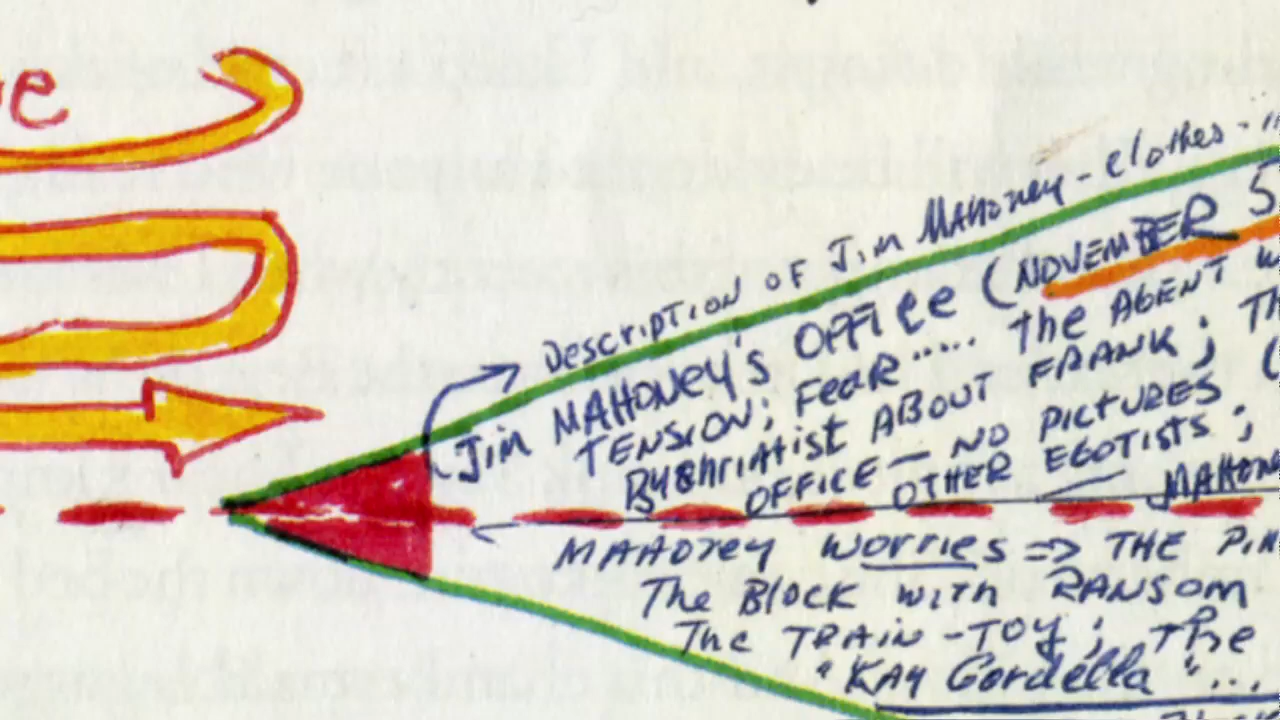 Description OF Jim MAHoney - clothes - "
Jim MAHONey's OFFICe (NOVEMBER 5
TENSION; FeaR ..... The AGENT w
ABOUT FRANK; Th
OFFICE — NO PICTURES (
OTHER EGOTISTS;
MAHONey worries => THE
The BLOCK with RANSOM
The TRAIN-TOY; The
"KAY Gordella"...